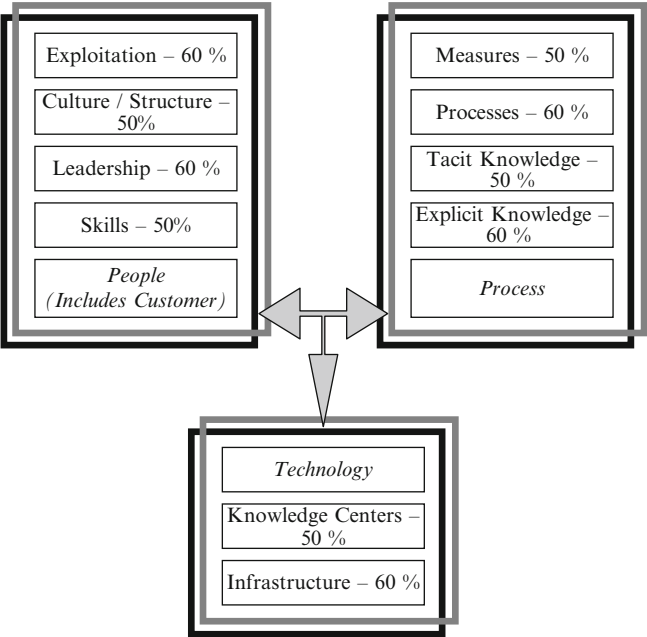 Exploitation – 60 %
Culture / Structure –
50%
Leadership – 60 %
Skills – 50%
People
(Includes Customer)
Measures – 50 %
Processes – 60 %
Tacit Knowledge –
50 %
Explicit Knowledge –
60 %
Process
Technology
Knowledge Centers –
50 %
Infrastructure – 60 %